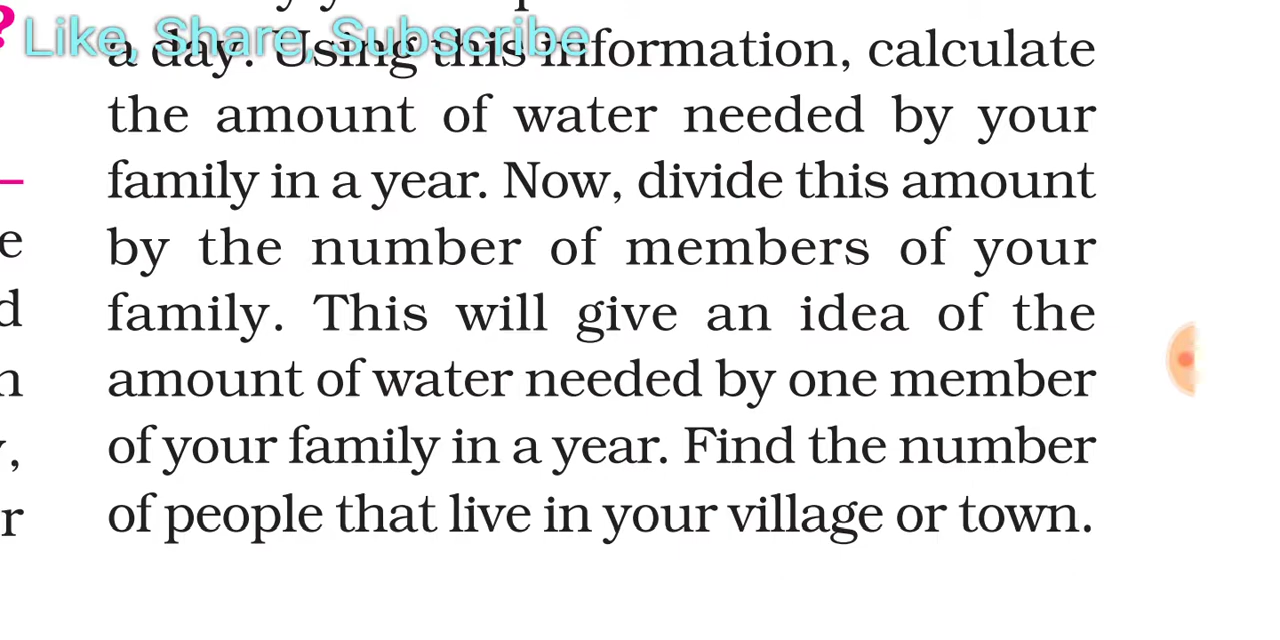 ?
Like, Share, Subscribe
a day. Using this information, calculate
the amount of water needed by your
family in a year. Now, divide this amount
by the number of members of your
family. This will give an idea of the
amount of water needed by one member
of your family in a year. Find the number
of people that live in your village or town.
e
d
n
,
r